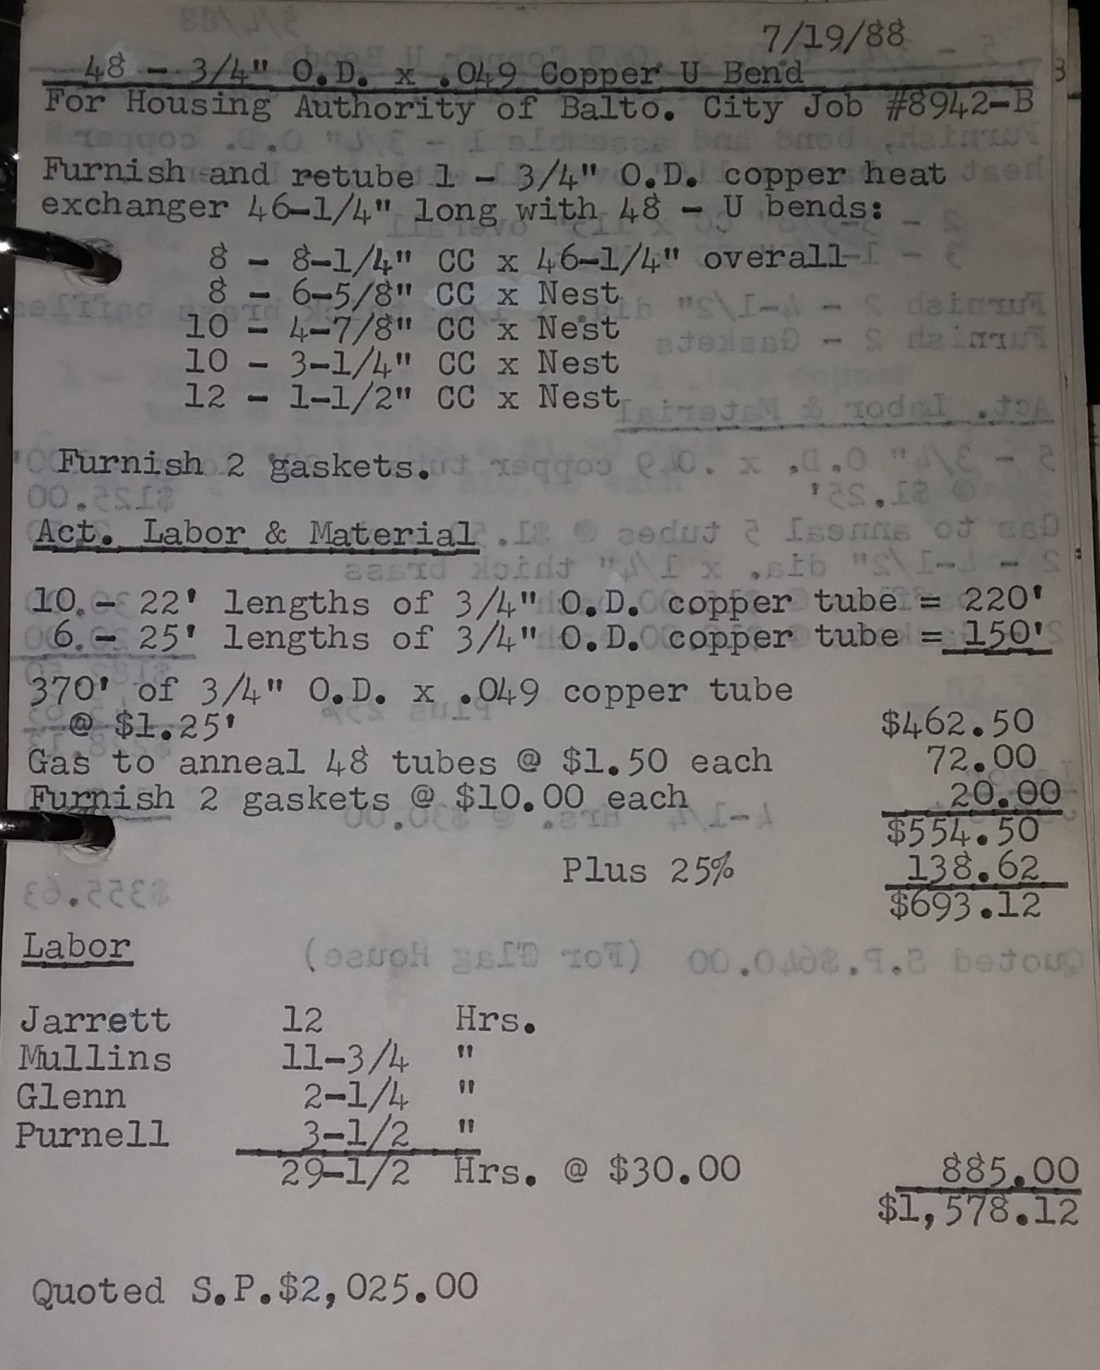 7/19/88
48 - 3/4" O.D. x .049 Copper U Bend
For Housing Authority of Balto. City Job #8942-B
Furnish and retube 1 - 3/4" O.D. copper heat
exchanger 46-1/4" long with 48 - U bends:
8 - 8-1/4" CC x 46-1/4" overall
8 - 6-5/8" CC x Nest
10 - 4-7/8" CC x Nest
10 - 3-1/4" CC x Nest
12 - 1-1/2" CC x Nest
Furnish 2 gaskets.
Act. Labor & Material
10 - 22' lengths of 3/4" O.D. copper tube = 220'
6 - 25' lengths of 3/4" O.D. copper tube = 150'
370' of 3/4" O.D. x .049 copper tube
@ $1.25' $462.50
Gas to anneal 48 tubes @ $1.50 each 72.00
Furnish 2 gaskets @ $10.00 each 20.00
$554.50
Plus 25% 138.62
$693.12
Labor
Jarrett 12 Hrs.
Mullins 11-3/4 "
Glenn 2-1/4 "
Purnell 3-1/2 "
29-1/2 Hrs. @ $30.00 885.00
$1,578.12
Quoted S.P.$2,025.00